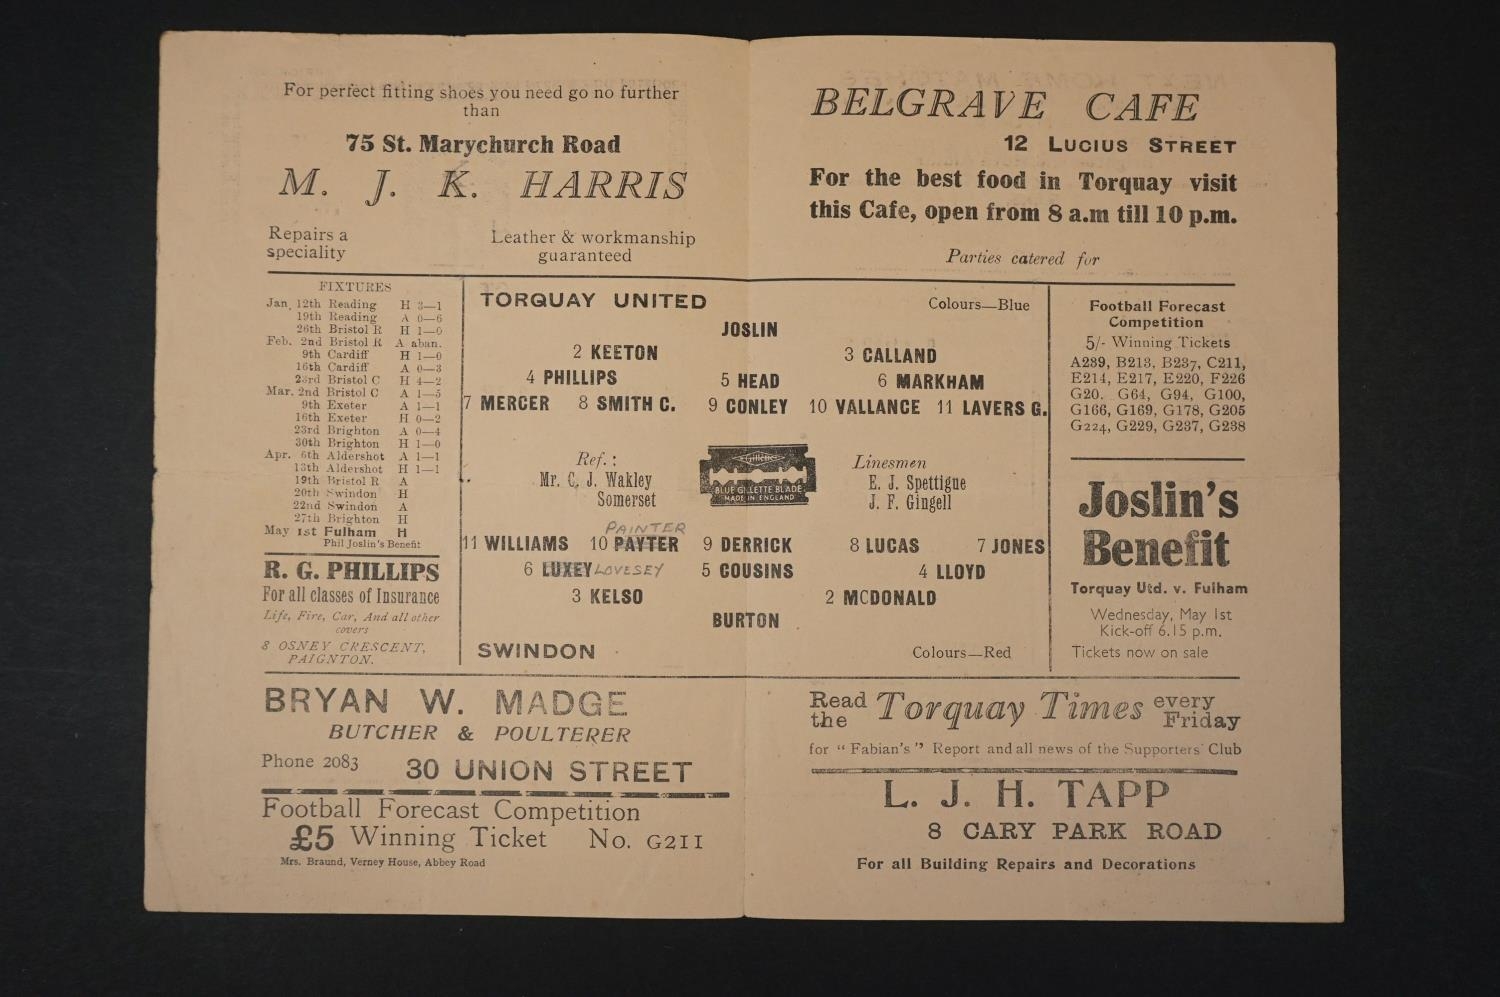 For perfect fitting shoes you need go no further
than
75 St. Marychurch Road
M. J. K. HARRIS
Repairs a
speciality
Leather & workmanship
guaranteed
BELGRAVE CAFE
12 LUCIUS STREET
For the best food in Torquay visit
this Cafe, open from 8 a.m till 10 p.m.
Parties catered for
FIXTURES
Jan. 12th Reading H 3—1
19th Reading A 0—6
26th Bristol R H 1—0
Feb. 2nd Bristol R A aban.
9th Cardiff H 1—0
16th Cardiff A 0—3
23rd Bristol C H 4—2
Mar. 2nd Bristol C A 1—5
9th Exeter A 1—1
16th Exeter H 0—2
23rd Brighton A 0—4
30th Brighton H 1—0
Apr. 6th Aldershot A 1—1
13th Aldershot H 1—1
19th Bristol R A
20th Swindon H
22nd Swindon A
27th Brighton H
May 1st Fulham H
Phil Joslin's Benefit
R. G. PHILLIPS
For all classes of Insurance
Life, Fire, Car, And all other
covers
8 OSNEY CRESCENT,
PAIGNTON.
TORQUAY UNITED Colours—Blue
JOSLIN
2 KEETON 3 CALLAND
4 PHILLIPS 5 HEAD 6 MARKHAM
7 MERCER 8 SMITH C. 9 CONLEY 10 VALLANCE 11 LAVERS G.
Ref. :
Mr. C. J. Wakley
Somerset
Gillette
BLUE GILLETTE BLADE
MADE IN ENGLAND
Linesmen
E. J. Spettigue
J. F. Gingell
PAINTER
11 WILLIAMS 10 PAYTER 9 DERRICK 8 LUCAS 7 JONES
6 LUXEY LOVESEY 5 COUSINS 4 LLOYD
3 KELSO 2 McDONALD
BURTON
SWINDON Colours—Red
Football Forecast
Competition
5/- Winning Tickets
A239, B213, B237, C211,
E214, E217, E220, F226
G20. G64, G94, G100,
G166, G169, G178, G205
G224, G229, G237, G238
Joslin's
Benefit
Torquay Utd. v. Fulham
Wednesday, May 1st
Kick-off 6.15 p.m.
Tickets now on sale
BRYAN W. MADGE
BUTCHER & POULTERER
Phone 2083 30 UNION STREET
Football Forecast Competition
£5 Winning Ticket No. G211
Mrs. Braund, Verney House, Abbey Road
Read the Torquay Times every Friday
for "Fabian's" Report and all news of the Supporters' Club
L. J. H. TAPP
8 CARY PARK ROAD
For all Building Repairs and Decorations